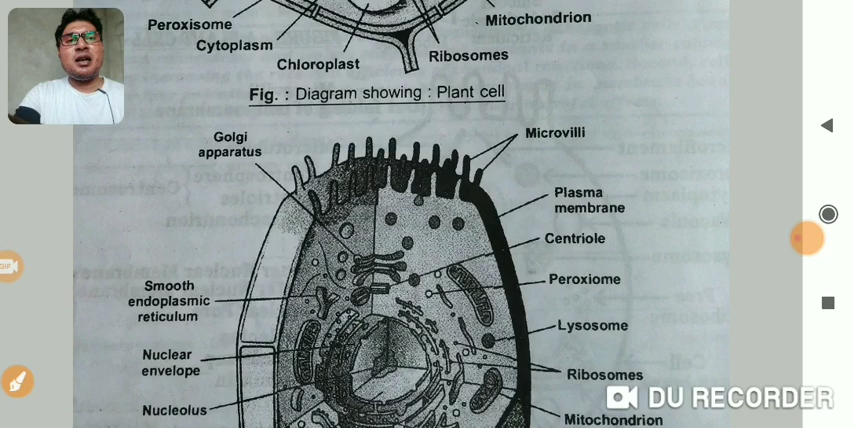 Peroxisome
Cytoplasm
Chloroplast
Ribosomes
Mitochondrion
Fig. : Diagram showing : Plant cell
Golgi
apparatus
Microvilli
Plasma
membrane
Centriole
Peroxiome
Smooth
endoplasmic
reticulum
Lysosome
Nuclear
envelope
Ribosomes
Nucleolus
Mitochondrion
GIF
DU RECORDER